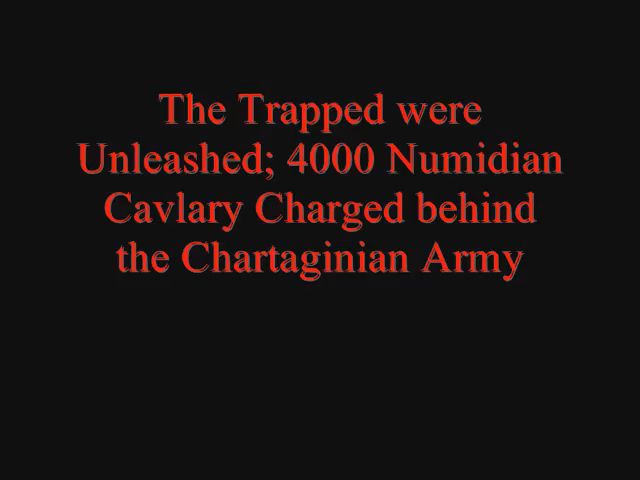 The Trapped were
Unleashed; 4000 Numidian
Cavlary Charged behind
the Chartaginian Army